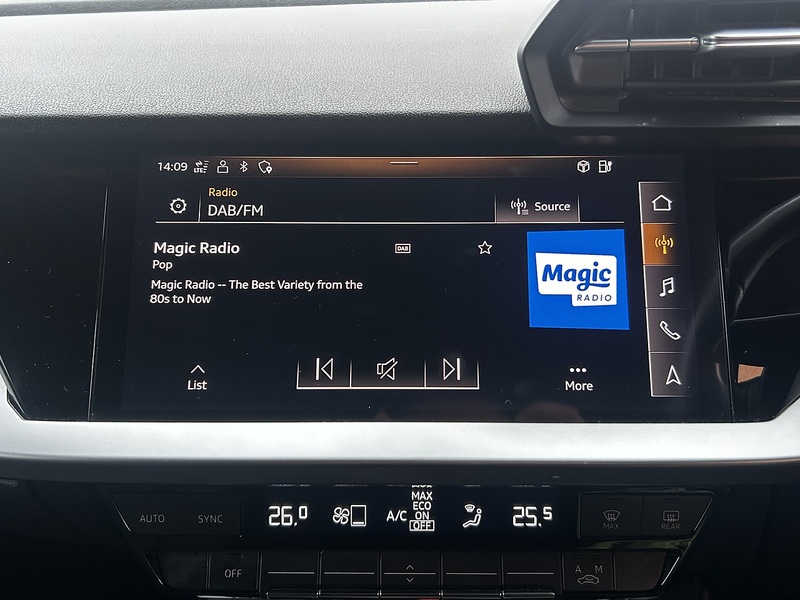 14:09 LTE
Radio
DAB/FM
Source
Magic Radio
DAB
Pop
Magic Radio -- The Best Variety from the
80s to Now
Magic
RADIO
List
More
AUTO
SYNC
26.0
A/C
MAX
ECO
ON
OFF
25.5
MAX
REAR
OFF
A M